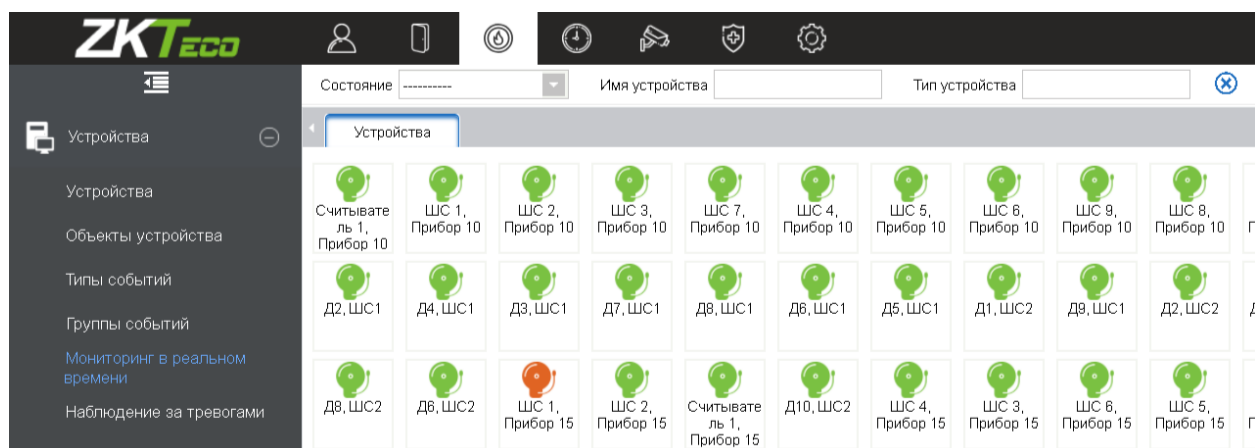 ZKTECO
Состояние ---------- Имя устройства Тип устройства
Устройства
Устройства
Устройства
Объекты устройства
Типы событий
Группы событий
Мониторинг в реальном
времени
Наблюдение за тревогами
Считывате
ль 1,
Прибор 10
ШС 1,
Прибор 10
ШС 2,
Прибор 10
ШС 3,
Прибор 10
ШС 7,
Прибор 10
ШС 4,
Прибор 10
ШС 5,
Прибор 10
ШС 6,
Прибор 10
ШС 9,
Прибор 10
ШС 8,
Прибор 10
Д2, ШС1
Д4, ШС1
Д3, ШС1
Д7, ШС1
Д8, ШС1
Д6, ШС1
Д5, ШС1
Д1, ШС2
Д9, ШС1
Д2, ШС2
Д8, ШС2
Д6, ШС2
ШС 1,
Прибор 15
ШС 2,
Прибор 15
Считывате
ль 1,
Прибор 15
Д10, ШС2
ШС 4,
Прибор 15
ШС 3,
Прибор 15
ШС 6,
Прибор 15
ШС 5,
Прибор 15